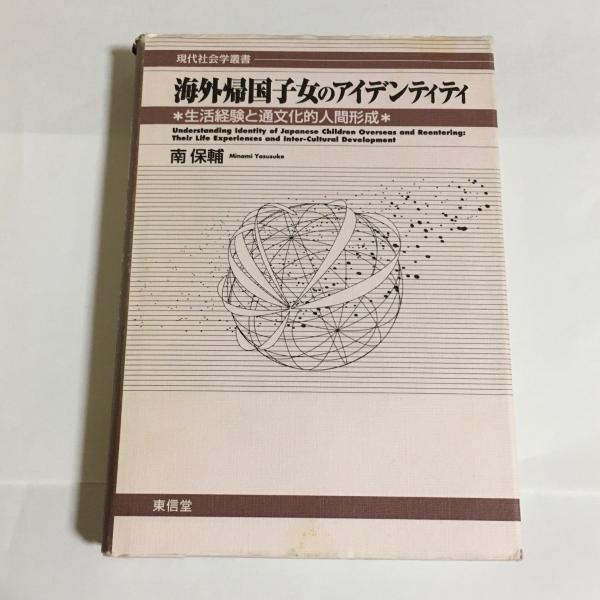 現代社会学叢書
海外帰国子女のアイデンティティ
＊生活経験と通文化的人間形成＊
Understanding Identity of Japanese Children Overseas and Reentering:
Their Life Experiences and Inter-Cultural Development
南 保輔 Minami Yasusuke
東信堂